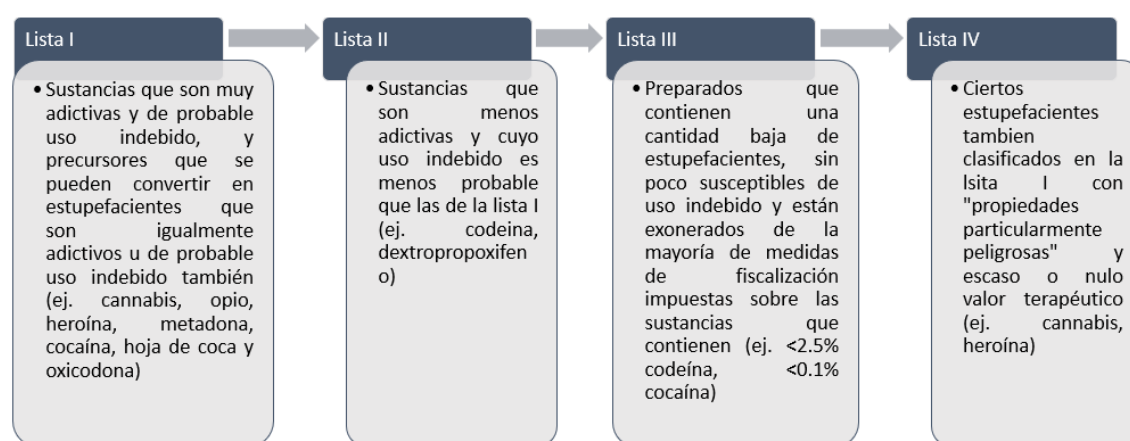 Lista I
• Sustancias que son muy
adictivas y de probable
uso indebido, y
precursores que se
pueden convertir en
estupefacientes que
son igualmente
adictivos u de probable
uso indebido también
(ej. cannabis, opio,
heroína, metadona,
cocaína, hoja de coca y
oxicodona)
Lista II
• Sustancias que
son menos
adictivas y cuyo
uso indebido es
menos probable
que las de la lista I
(ej. codeina,
dextropropoxifen
o)
Lista III
• Preparados que
contienen una
cantidad baja de
estupefacientes, sin
poco susceptibles de
uso indebido y están
exonerados de la
mayoría de medidas
de fiscalización
impuestas sobre las
sustancias que
contienen (ej. <2.5%
codeína, <0.1%
cocaína)
Lista IV
• Ciertos
estupefacientes
tambien
clasificados en la
lsita I con
"propiedades
particularmente
peligrosas" y
escaso o nulo
valor terapéutico
(ej. cannabis,
heroína)